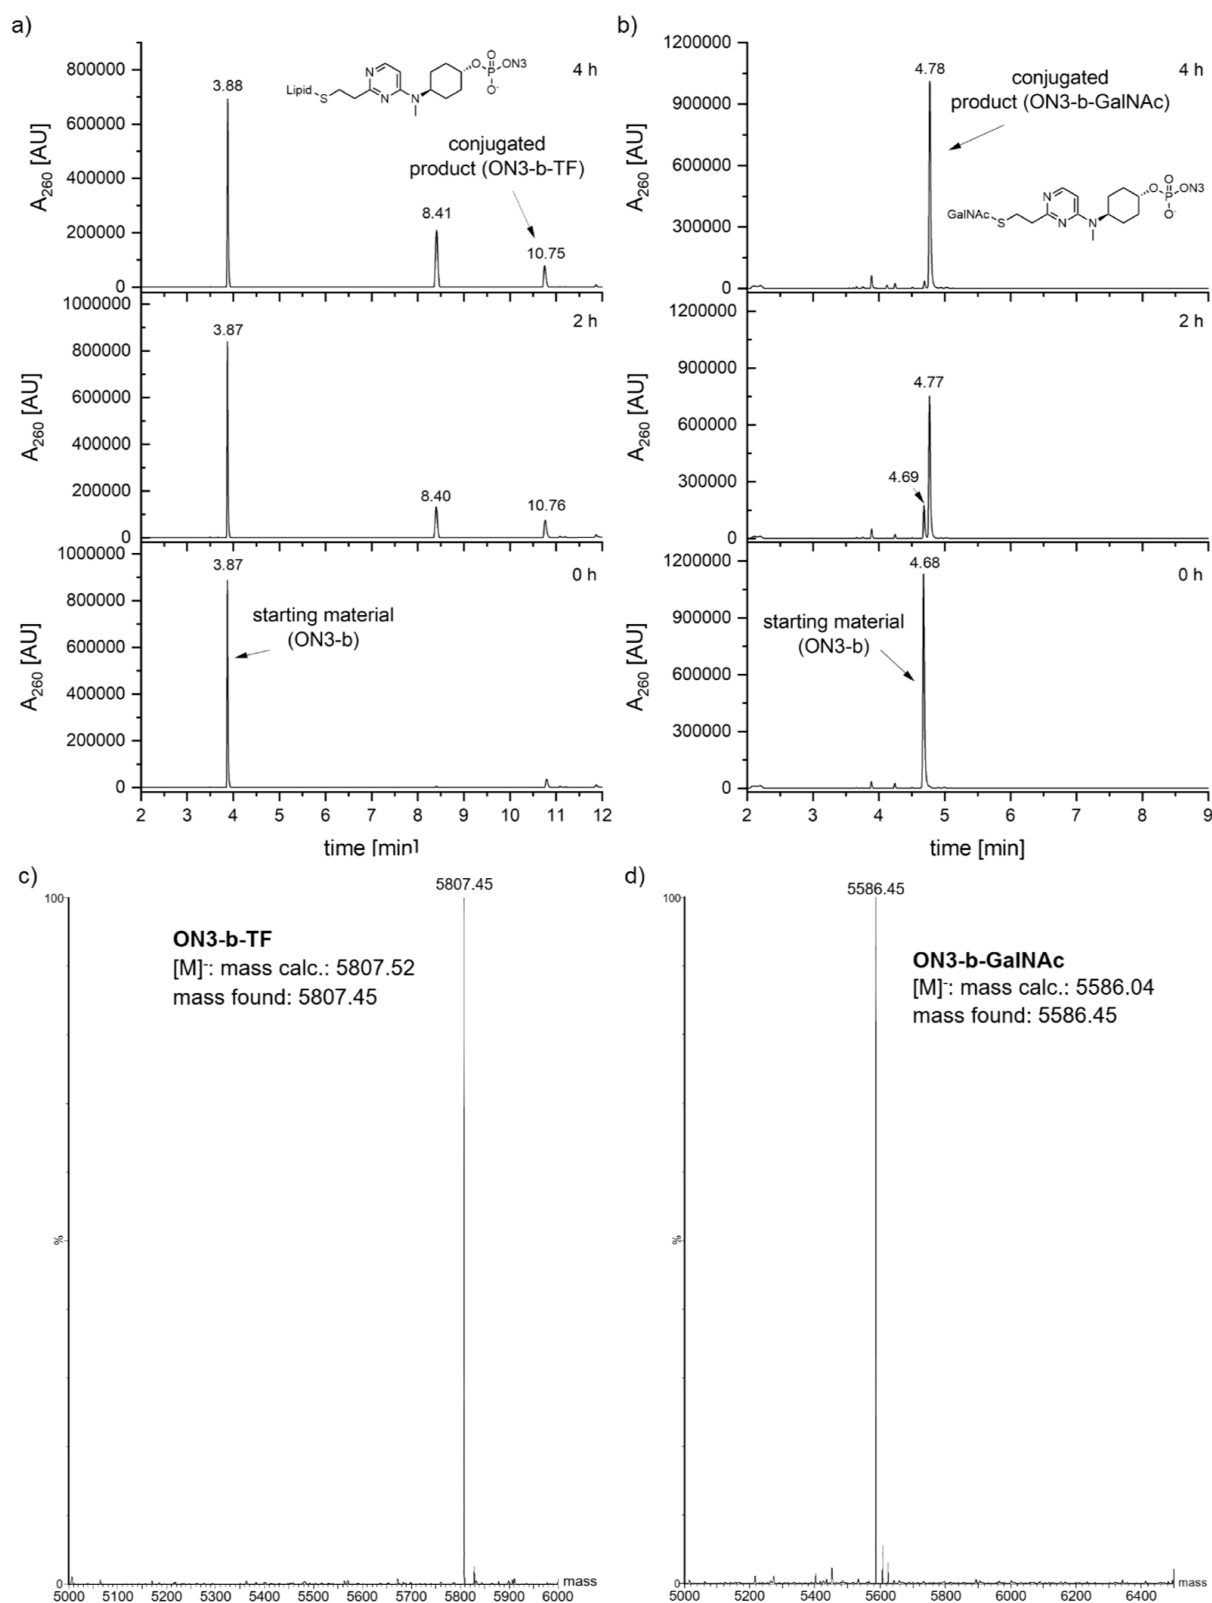 a)
800000
600000
400000
200000
0
A260 [AU]
3.88
8.41
10.75
4 h
conjugated
product (ON3-b-TF)
Lipid
S
N
N
N
O
O
P
ON3
O-
1000000
800000
600000
400000
200000
0
A260 [AU]
3.87
8.40
10.76
2 h
1000000
800000
600000
400000
200000
0
A260 [AU]
3.87
0 h
starting material
(ON3-b)
2 3 4 5 6 7 8 9 10 11 12
time [min]
b)
1200000
900000
600000
300000
0
A260 [AU]
4.78
4 h
conjugated
product (ON3-b-GalNAc)
GalNAc
S
N
N
N
O
O
P
ON3
O-
1200000
900000
600000
300000
0
A260 [AU]
4.77
4.69
2 h
1200000
900000
600000
300000
0
A260 [AU]
4.68
0 h
starting material
(ON3-b)
2 3 4 5 6 7 8 9
time [min]
c)
5807.45
100
ON3-b-TF
[M]-: mass calc.: 5807.52
mass found: 5807.45
%
0
5000 5100 5200 5300 5400 5500 5600 5700 5800 5900 6000
mass
d)
5586.45
100
ON3-b-GalNAc
[M]-: mass calc.: 5586.04
mass found: 5586.45
%
0
5000 5200 5400 5600 5800 6000 6200 6400
mass